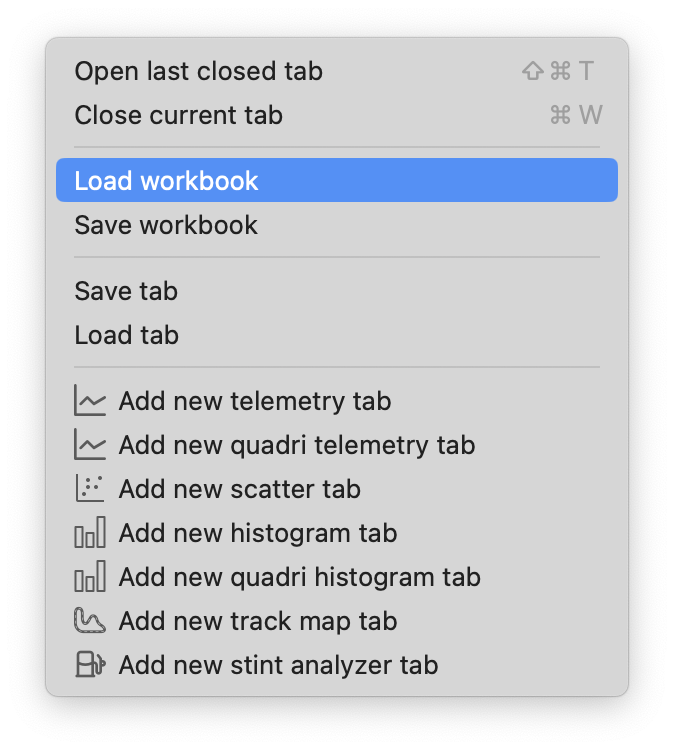 Open last closed tab ⇧⌘ T
Close current tab ⌘ W
Load workbook
Save workbook
Save tab
Load tab
Add new telemetry tab
Add new quadri telemetry tab
Add new scatter tab
Add new histogram tab
Add new quadri histogram tab
Add new track map tab
Add new stint analyzer tab